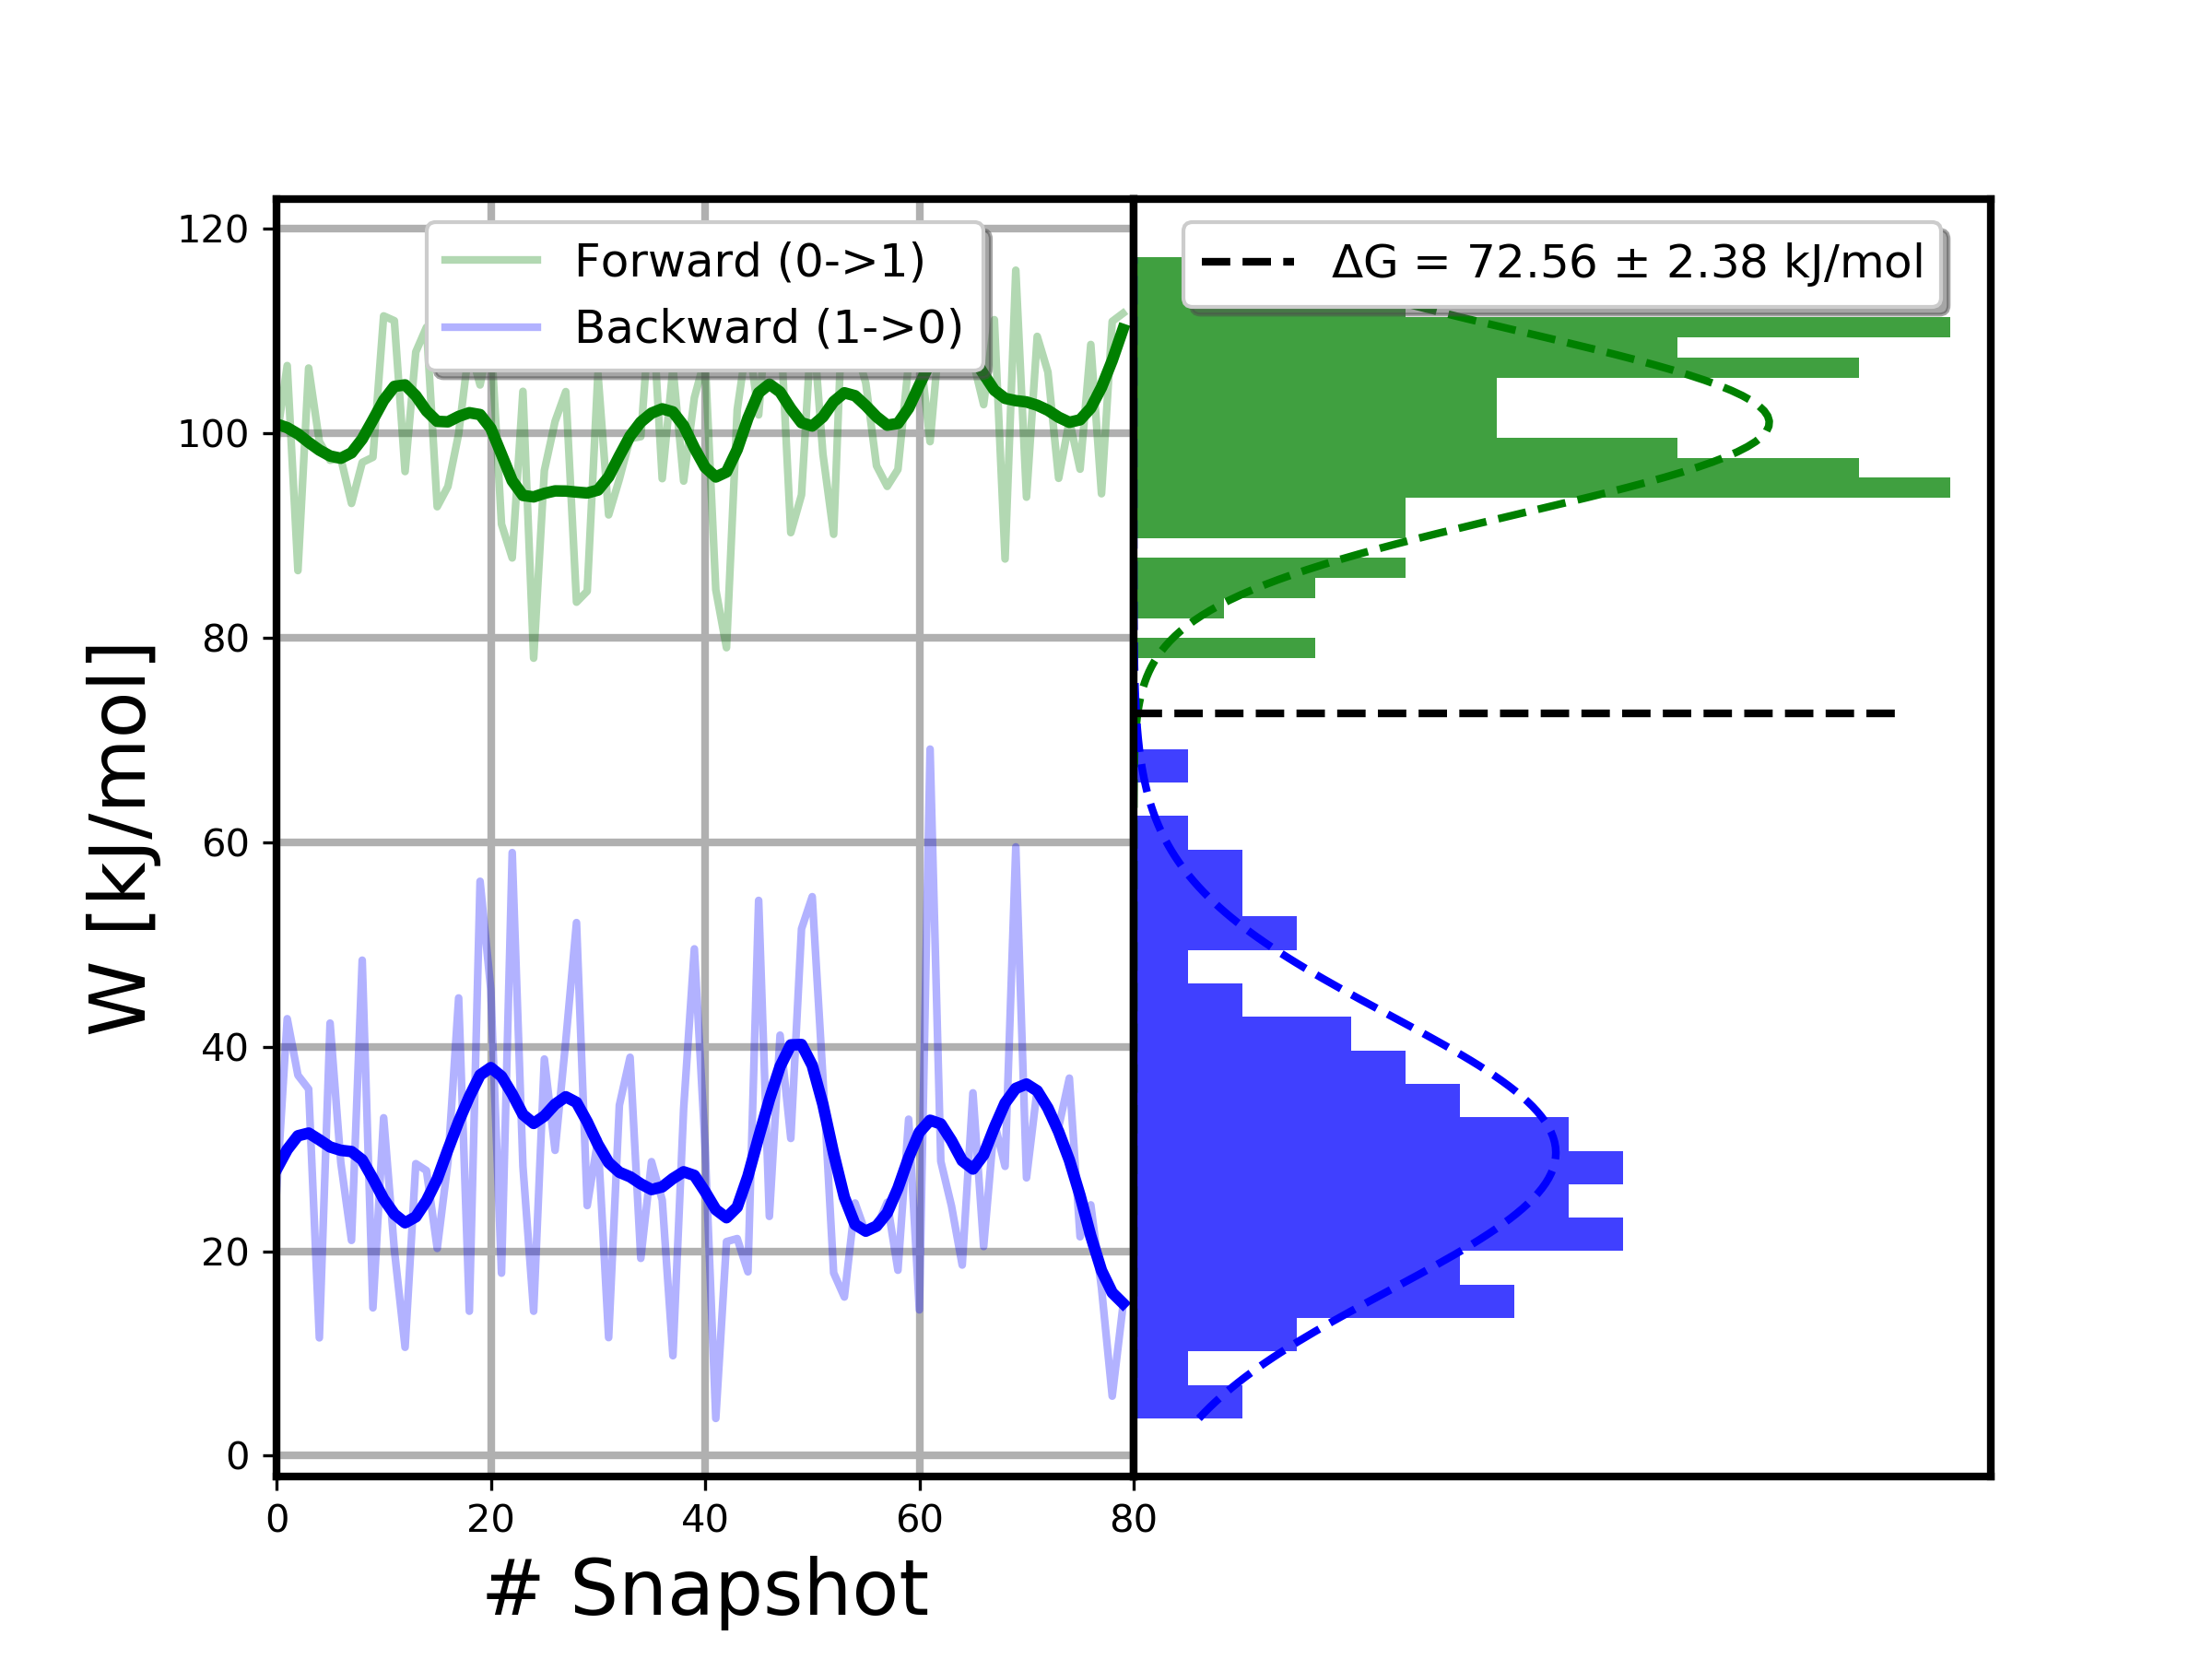 120
100
80
60
40
20
0
W [kJ/mol]
Forward (0->1)
Backward (1->0)
ΔG = 72.56 ± 2.38 kJ/mol
0 20 40 60 80
# Snapshot